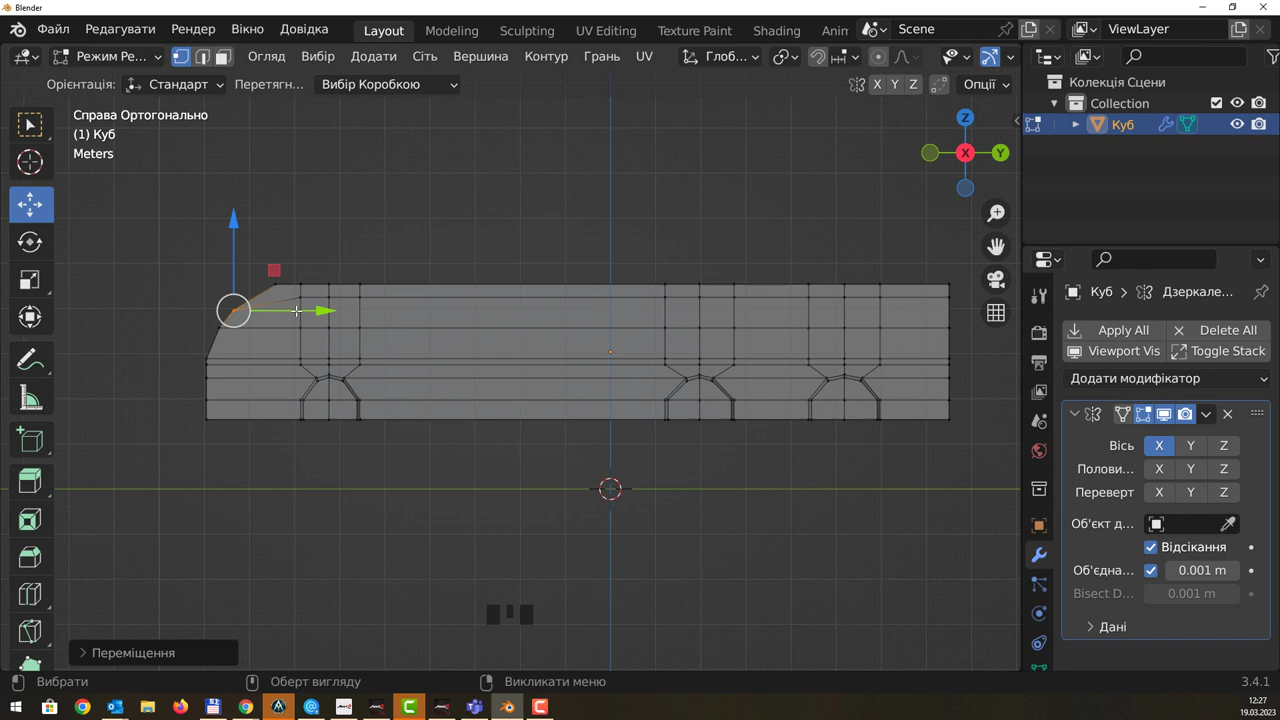 Blender
Файл Редагувати Рендер Вікно Довідка Layout Modeling Sculpting UV Editing Texture Paint Shading Anim Scene ViewLayer
Режим Ре... Огляд Вибір Додати Сіть Вершина Контур Грань UV Глоб...
Орієнтація: Стандарт Перетягн... Вибір Коробкою X Y Z Опції
Колекція Сцени
Collection
Куб
Справа Ортогонально
(1) Куб
Meters
Z
X
Y
Куб Дзеркале...
Apply All Delete All
Viewport Vis Toggle Stack
Додати модифікатор
Вісь X Y Z
Полови... X Y Z
Переверт X Y Z
Об'єкт д...
Відсікання
Об'єдна... 0.001 m
Bisect D... 0.001 m
Дані
Переміщення
Вибрати Оберт вигляду Викликати меню 3.4.1
12:27
19.03.2023